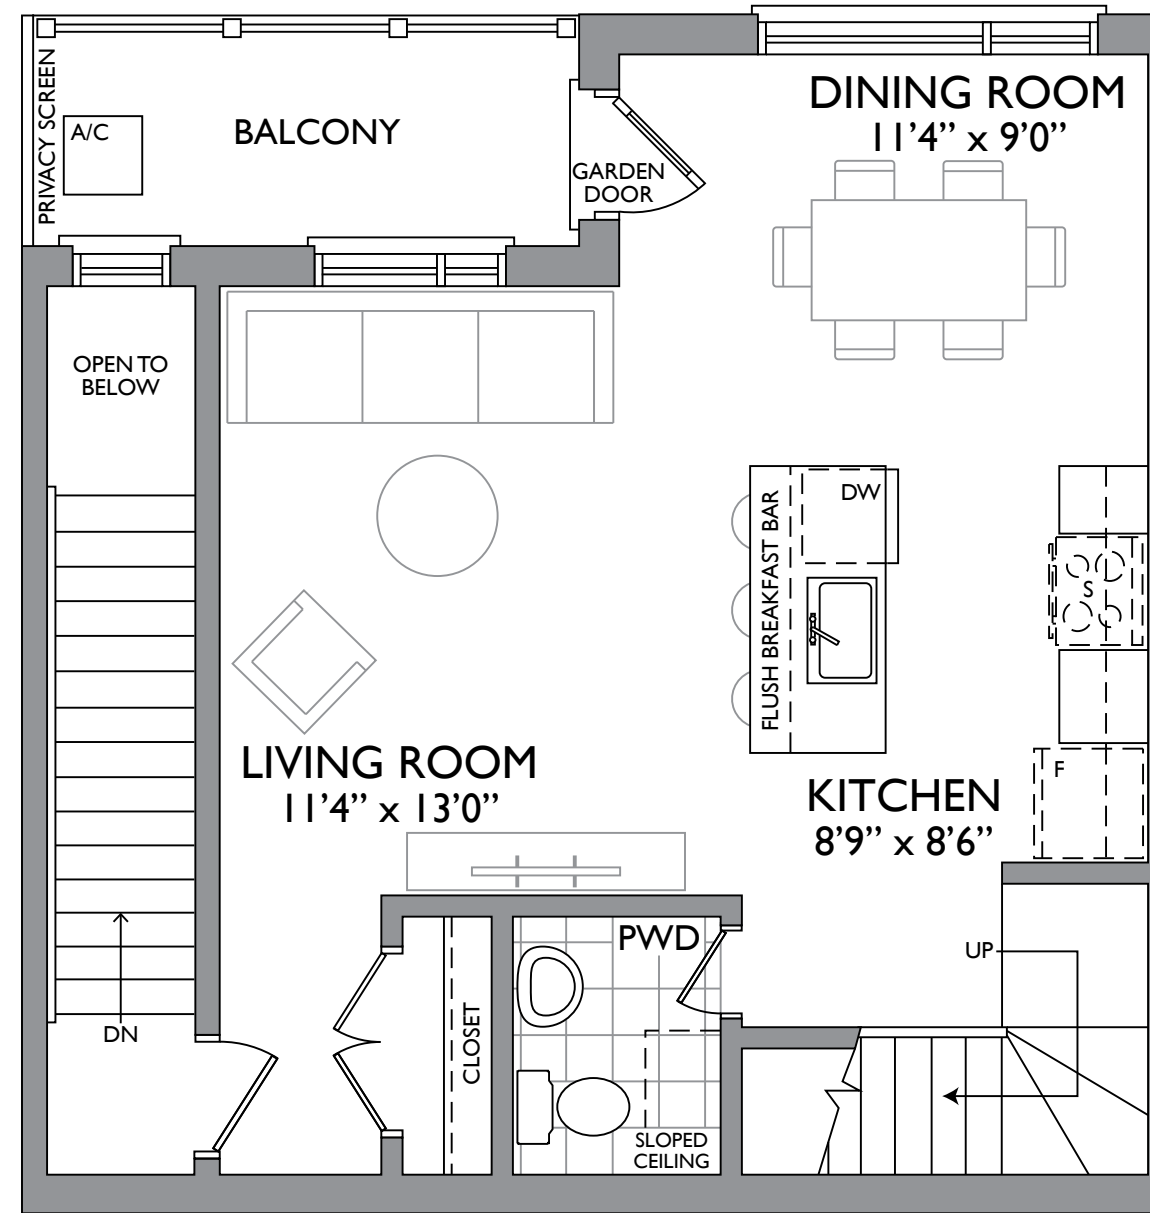 PRIVACY SCREEN
A/C
BALCONY
GARDEN
DOOR
DINING ROOM
11’4” x 9’0”
OPEN TO
BELOW
DW
FLUSH BREAKFAST BAR
S
LIVING ROOM
11’4” x 13’0”
F
KITCHEN
8’9” x 8’6”
PWD
UP
DN
CLOSET
SLOPED
CEILING